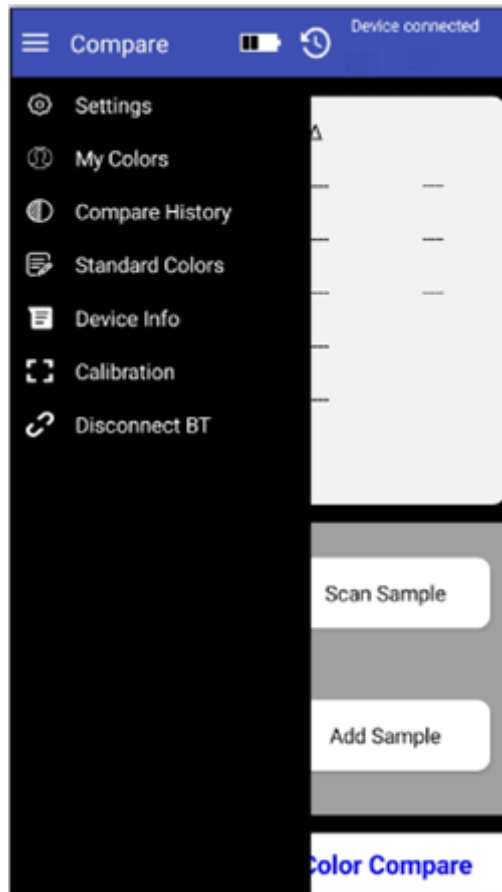 Compare
Device connected
Settings
My Colors
Compare History
Standard Colors
Device Info
Calibration
Disconnect BT
Δ
--- ---
--- ---
--- ---
---
---
Scan Sample
Add Sample
Color Compare